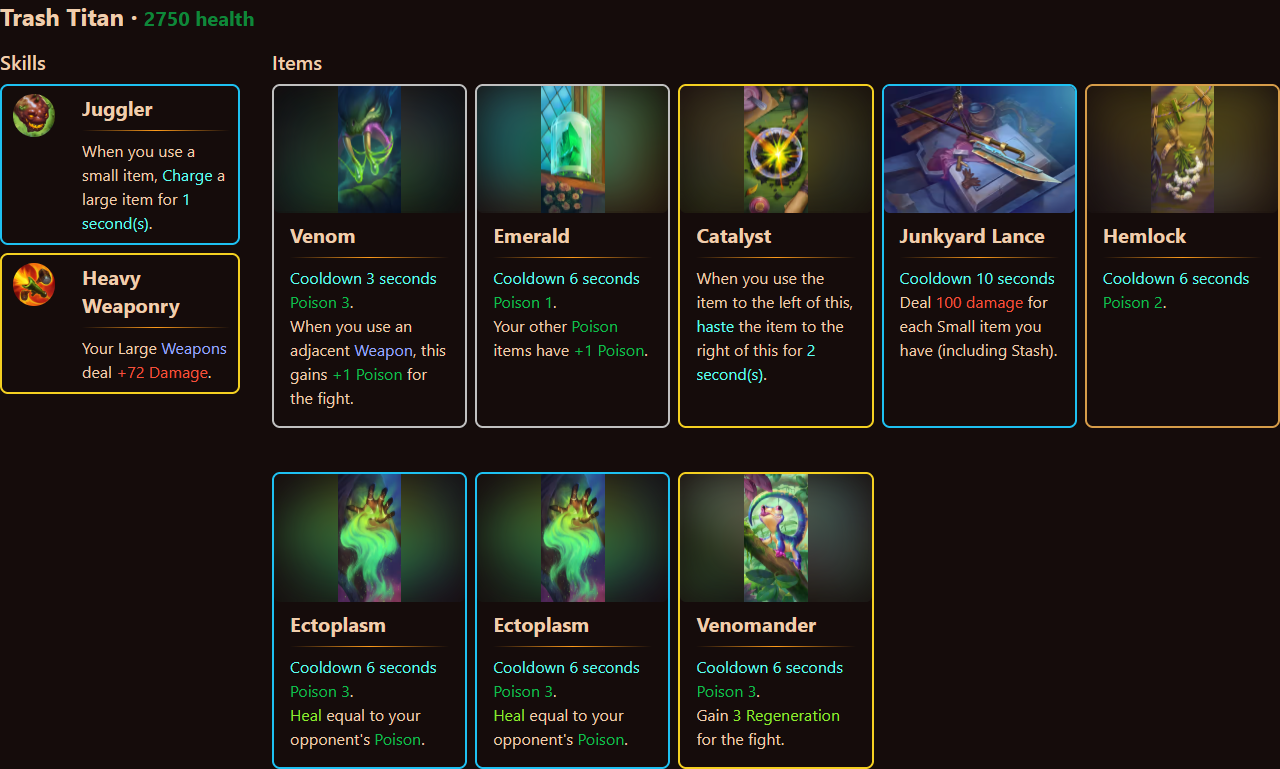 Trash Titan · 2750 health
Skills
Juggler
When you use a
small item, Charge a
large item for 1
second(s).
Heavy
Weaponry
Your Large Weapons
deal +72 Damage.
Items
Venom
Cooldown 3 seconds
Poison 3.
When you use an
adjacent Weapon, this
gains +1 Poison for
the fight.
Emerald
Cooldown 6 seconds
Poison 1.
Your other Poison
items have +1 Poison.
Catalyst
When you use the
item to the left of this,
haste the item to the
right of this for 2
second(s).
Junkyard Lance
Cooldown 10 seconds
Deal 100 damage for
each Small item you
have (including Stash).
Hemlock
Cooldown 6 seconds
Poison 2.
Ectoplasm
Cooldown 6 seconds
Poison 3.
Heal equal to your
opponent's Poison.
Ectoplasm
Cooldown 6 seconds
Poison 3.
Heal equal to your
opponent's Poison.
Venomander
Cooldown 6 seconds
Poison 3.
Gain 3 Regeneration
for the fight.